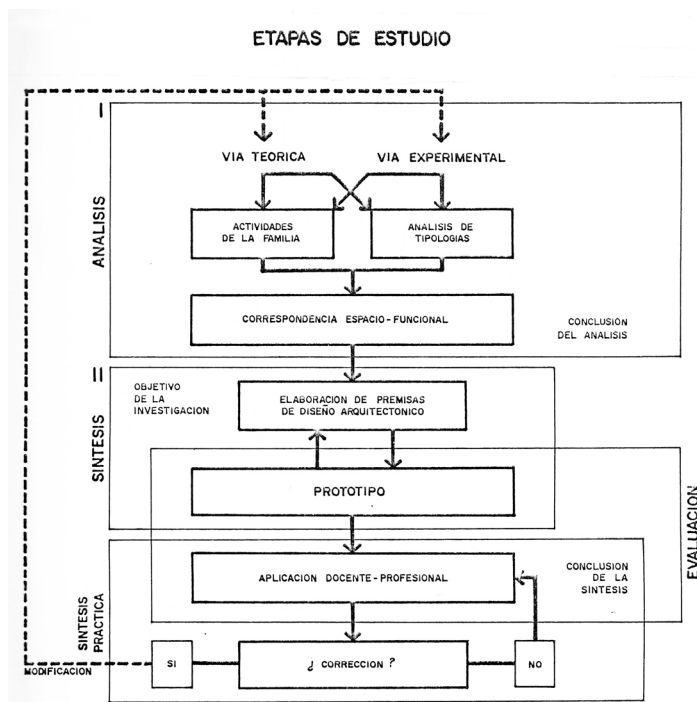 ETAPAS DE ESTUDIO
I
VIA TEORICA
VIA EXPERIMENTAL
ANALISIS
ACTIVIDADES
DE LA FAMILIA
ANALISIS DE
TIPOLOGIAS
CORRESPONDENCIA ESPACIO-FUNCIONAL
CONCLUSION
DEL ANALISIS
II
SINTESIS
OBJETIVO
DE LA
INVESTIGACION
ELABORACION DE PREMISAS
DE DISEÑO ARQUITECTONICO
PROTOTIPO
EVALUACION
SINTESIS
PRACTICA
APLICACION DOCENTE-PROFESIONAL
CONCLUSION
DE LA
SINTESIS
SI
¿ CORRECCION ?
NO
MODIFICACION